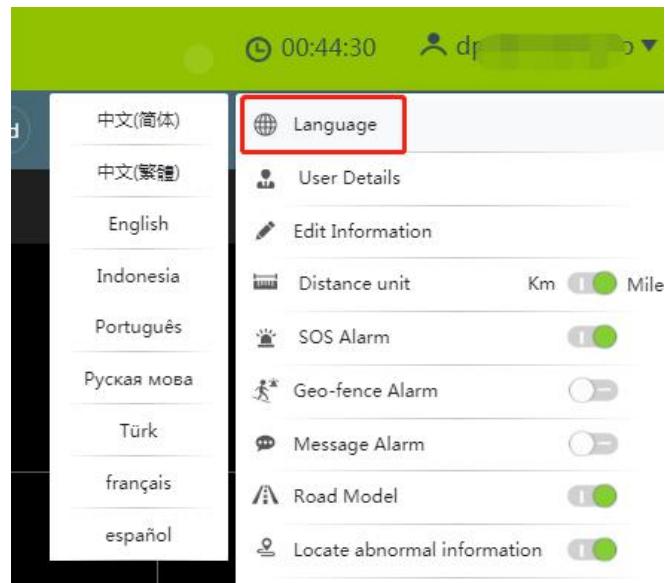 00:44:30
中文(简体)
中文(繁體)
English
Indonesia
Português
Руская мова
Türk
français
español
Language
User Details
Edit Information
Distance unit Km Mile
SOS Alarm
Geo-fence Alarm
Message Alarm
Road Model
Locate abnormal information